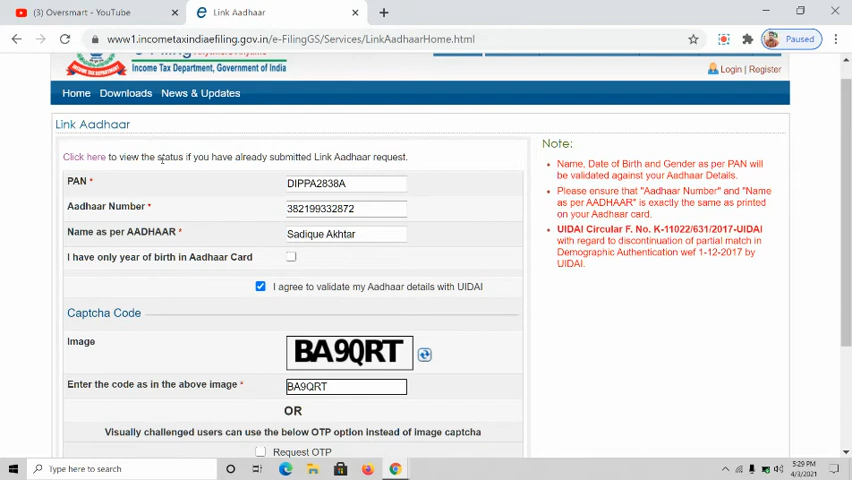 (3) Oversmart - YouTube
Link Aadhaar
www1.incometaxindiaefiling.gov.in/e-FilingGS/Services/LinkAadhaarHome.html
Paused
Income Tax Department, Government of India
Login | Register
Home Downloads News & Updates
Link Aadhaar
Click here to view the status if you have already submitted Link Aadhaar request.
PAN * DIPPA2838A
Aadhaar Number * 382199332872
Name as per AADHAAR * Sadique Akhtar
I have only year of birth in Aadhaar Card
I agree to validate my Aadhaar details with UIDAI
Captcha Code
Image BA9QRT
Enter the code as in the above image * BA9QRT
OR
Visually challenged users can use the below OTP option instead of image captcha
Request OTP
Note:
Name, Date of Birth and Gender as per PAN will
be validated against your Aadhaar Details.
Please ensure that "Aadhaar Number" and "Name
as per AADHAAR" is exactly the same as printed
on your Aadhaar card.
UIDAI Circular F. No. K-11022/631/2017-UIDAI
with regard to discontinuation of partial match in
Demographic Authentication wef 1-12-2017 by
UIDAI.
Type here to search
5:29 PM
4/3/2021